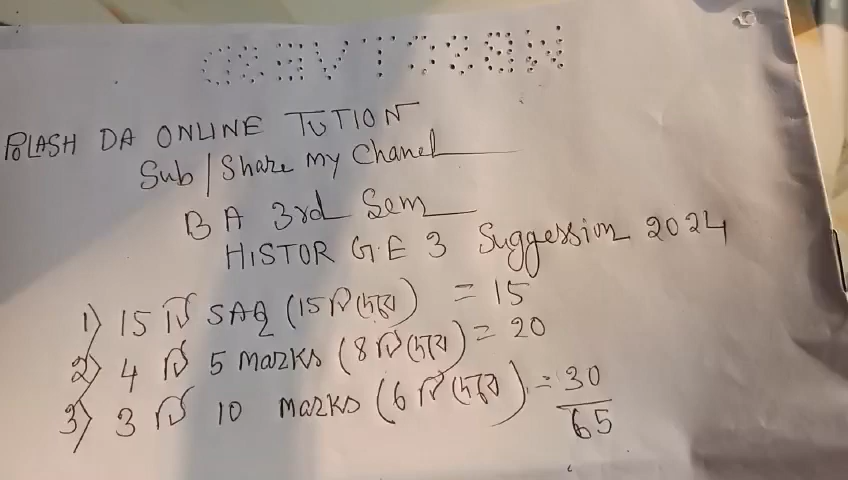 POLASH DA ONLINE TUTION
Sub/Share My Chanel
B A 3rd Sem
HISTOR G.E 3 Suggession 2024
1) 15 টি SAQ (15 টি দেবে) = 15
2) 4 টি 5 marks (8 টি দেবে) = 20
3) 3 টি 10 marks (6 টি দেবে) = 30
65